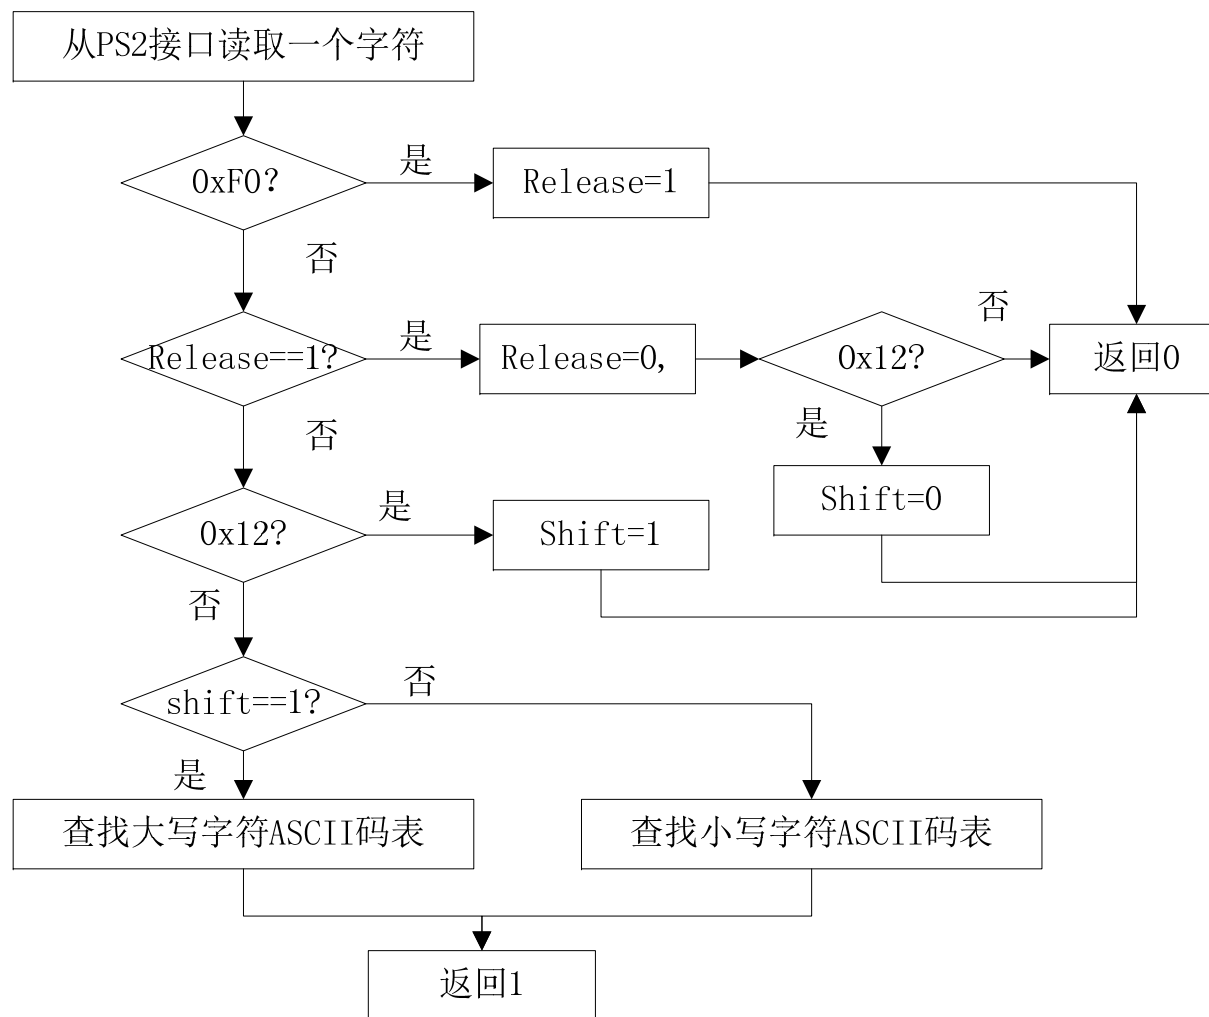 从PS2接口读取一个字符
0xF0?
是
Release=1
否
Release==1?
是
Release=0,
0x12?
否
返回0
否
是
Shift=0
0x12?
是
Shift=1
否
shift==1?
否
是
查找大写字符ASCII码表
查找小写字符ASCII码表
返回1